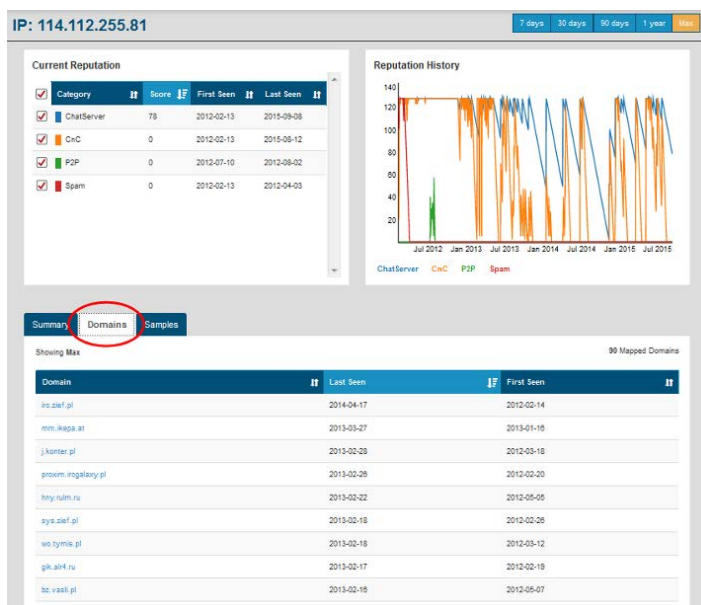 IP: 114.112.255.81
7 days 30 days 90 days 1 year Max
Current Reputation
Category Score First Seen Last Seen
ChatServer 78 2012-02-13 2015-09-08
CnC 0 2012-02-13 2015-08-12
P2P 0 2012-07-10 2012-08-02
Spam 0 2012-02-13 2012-04-03
Reputation History
140
120
100
80
60
40
20
Jul 2012 Jan 2013 Jul 2013 Jan 2014 Jul 2014 Jan 2015 Jul 2015
ChatServer CnC P2P Spam
Summary Domains Samples
Showing Max 90 Mapped Domains
Domain Last Seen First Seen
irc.zief.pl 2014-04-17 2012-02-14
mm.ikepa.at 2013-03-27 2013-01-16
j.konter.pl 2013-02-28 2012-03-18
proxim.ircgalaxy.pl 2013-02-26 2012-02-20
hny.rulm.ru 2013-02-22 2012-05-05
sys.zief.pl 2013-02-18 2012-02-26
wo.tymis.pl 2013-02-18 2012-03-12
gik.alr4.ru 2013-02-17 2012-02-19
bz.vasli.pl 2013-02-16 2012-05-07